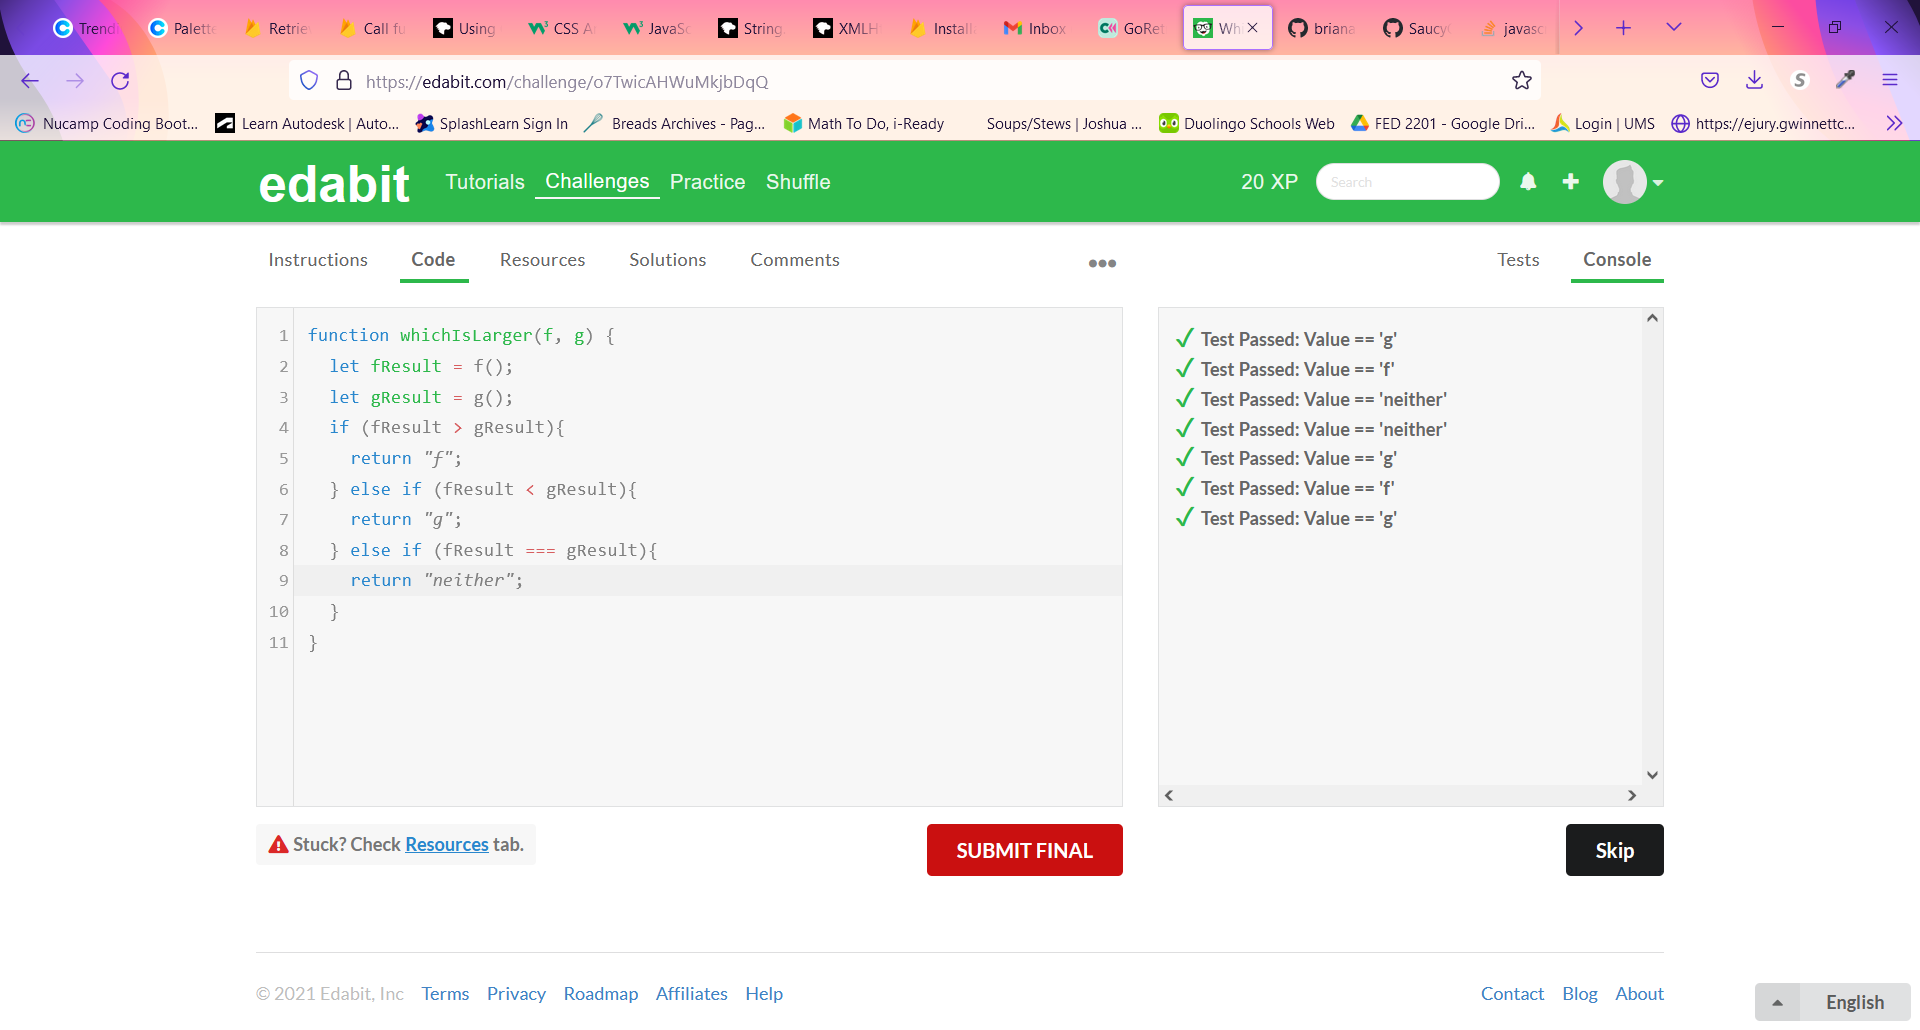 Trend Palett Retrie Call fu Using W3 CSS A W3 JavaSc String XMLH Install Inbox GoRet Wh briana Saucy javasc
https://edabit.com/challenge/o7TwicAHWuMkjbDqQ
Nucamp Coding Boot... Learn Autodesk | Auto... SplashLearn Sign In Breads Archives - Pag... Math To Do, i-Ready Soups/Stews | Joshua ... Duolingo Schools Web FED 2201 - Google Dri... Login | UMS https://ejury.gwinnettc...
edabit Tutorials Challenges Practice Shuffle 20 XP Search
Instructions Code Resources Solutions Comments Tests Console
1 function whichIsLarger(f, g) {
2 let fResult = f();
3 let gResult = g();
4 if (fResult > gResult){
5 return "f";
6 } else if (fResult < gResult){
7 return "g";
8 } else if (fResult === gResult){
9 return "neither";
10 }
11 }
✓ Test Passed: Value == 'g'
✓ Test Passed: Value == 'f'
✓ Test Passed: Value == 'neither'
✓ Test Passed: Value == 'neither'
✓ Test Passed: Value == 'g'
✓ Test Passed: Value == 'f'
✓ Test Passed: Value == 'g'
Stuck? Check Resources tab. SUBMIT FINAL Skip
© 2021 Edabit, Inc Terms Privacy Roadmap Affiliates Help Contact Blog About
English